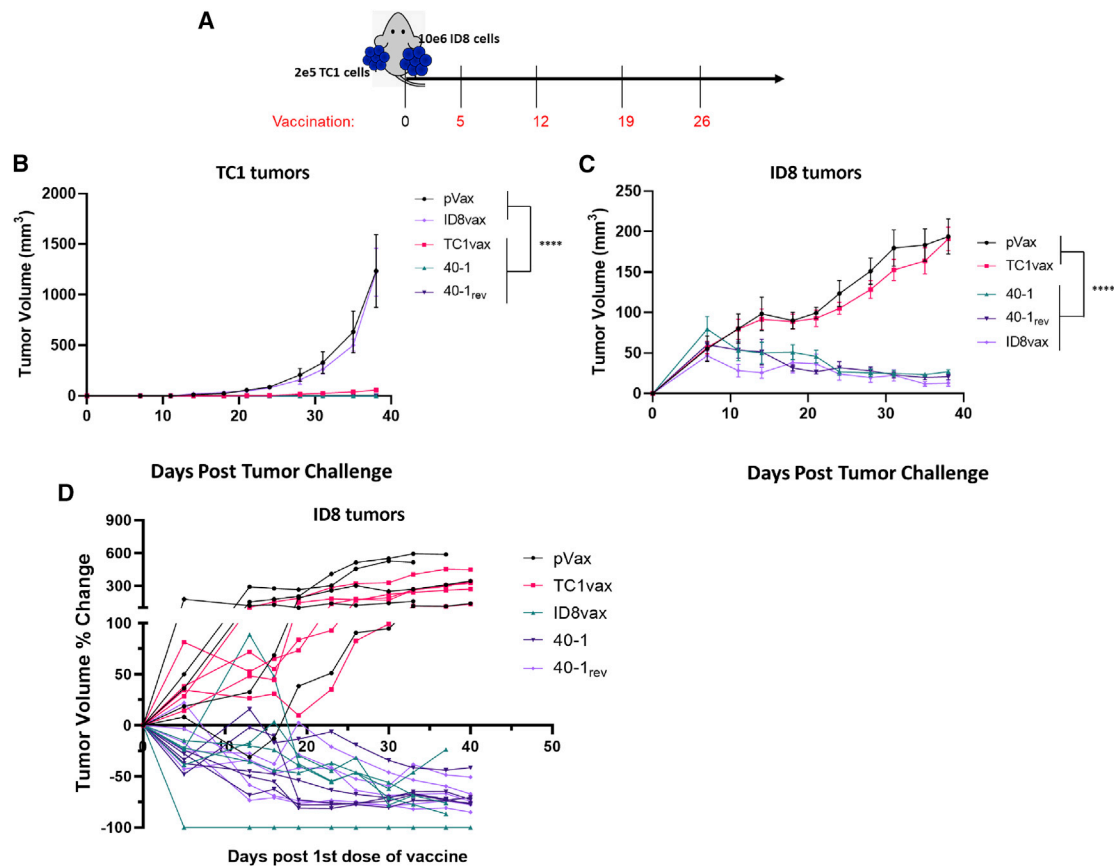 A
10e6 ID8 cells
2e5 TC1 cells
Vaccination: 0 5 12 19 26
B
TC1 tumors
2000
1500
1000
500
0
Tumor Volume (mm³)
0 10 20 30 40
Days Post Tumor Challenge
pVax
ID8vax
TC1vax
40-1
40-1rev
****
C
ID8 tumors
250
200
150
100
50
0
Tumor Volume (mm³)
0 10 20 30 40
Days Post Tumor Challenge
pVax
TC1vax
40-1
40-1rev
ID8vax
****
D
ID8 tumors
900
600
300
100
50
0
-50
-100
Tumor Volume % Change
0 10 20 30 40 50
Days post 1st dose of vaccine
pVax
TC1vax
ID8vax
40-1
40-1rev